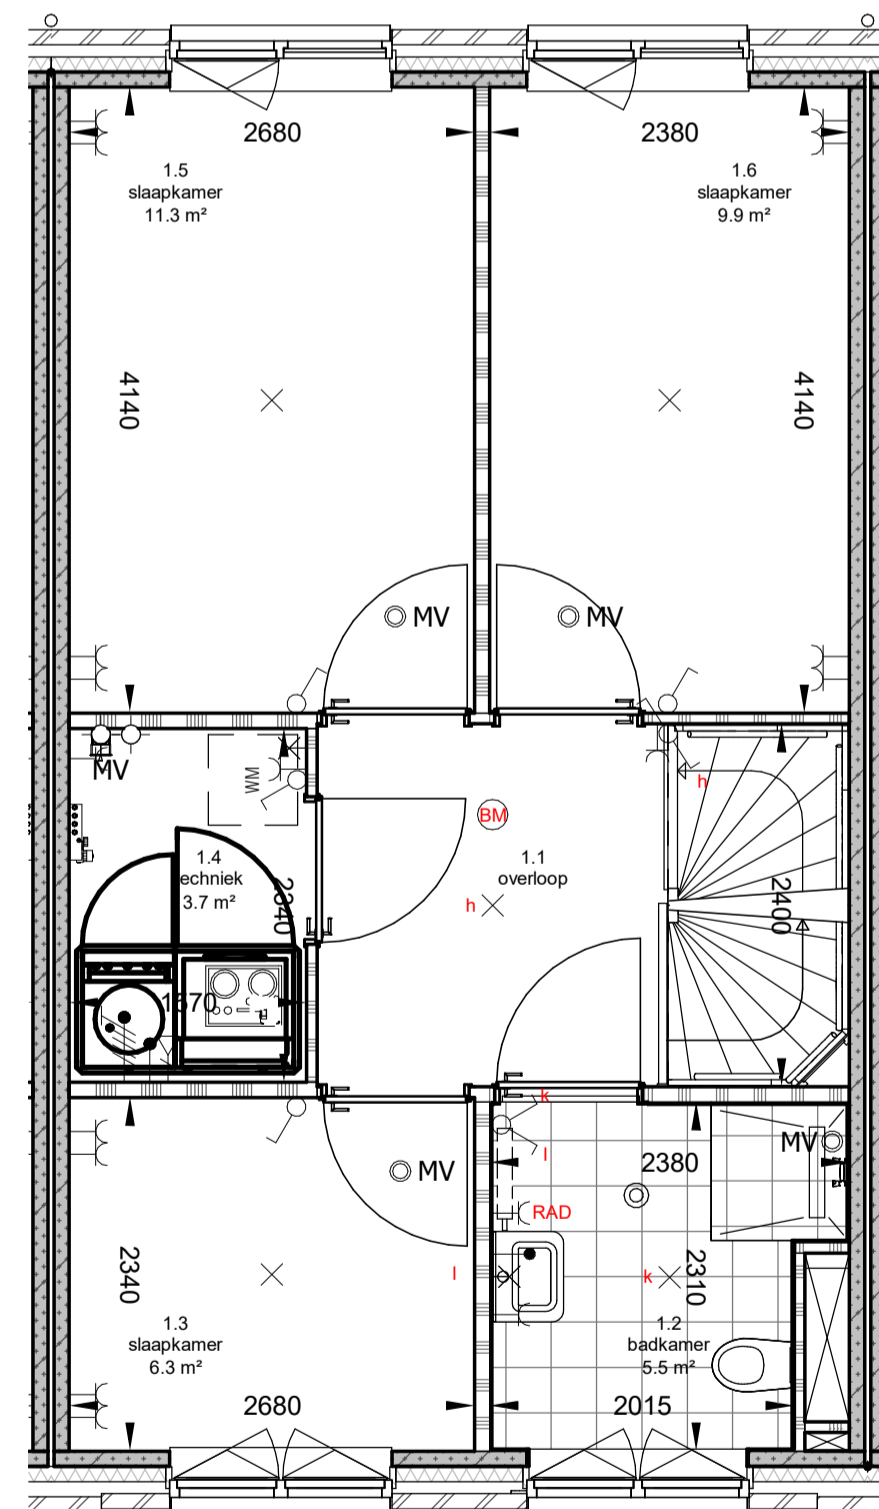 2680
2380
1.5
slaapkamer
11.3 m²
1.6
slaapkamer
9.9 m²
4140
4140
MV
MV
MV
WM
h
BM
1.4
echniek
3.7 m²
2340
1.1
overloop
h
2400
1570
k
l
MV
MV
2380
RAD
l
k
2310
2340
1.3
slaapkamer
6.3 m²
1.2
badkamer
5.5 m²
2680
2015